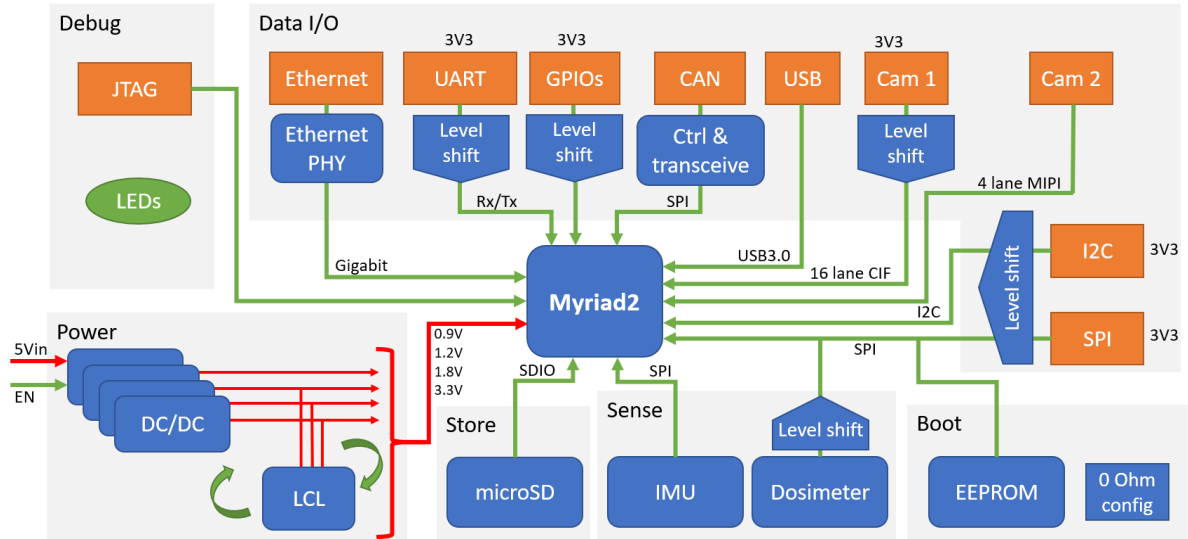 Debug
JTAG
LEDs
Data I/O
3V3
3V3
3V3
Ethernet
UART
GPIOs
CAN
USB
Cam 1
Cam 2
Ethernet
PHY
Level
shift
Level
shift
Ctrl &
transceive
Level
shift
Rx/Tx
SPI
4 lane MIPI
Gigabit
USB3.0
16 lane CIF
I2C
SPI
Level shift
I2C
3V3
SPI
3V3
Myriad2
Power
5Vin
EN
DC/DC
LCL
0.9V
1.2V
1.8V
3.3V
SDIO
SPI
Store
microSD
Sense
IMU
Level shift
Dosimeter
Boot
EEPROM
0 Ohm
config